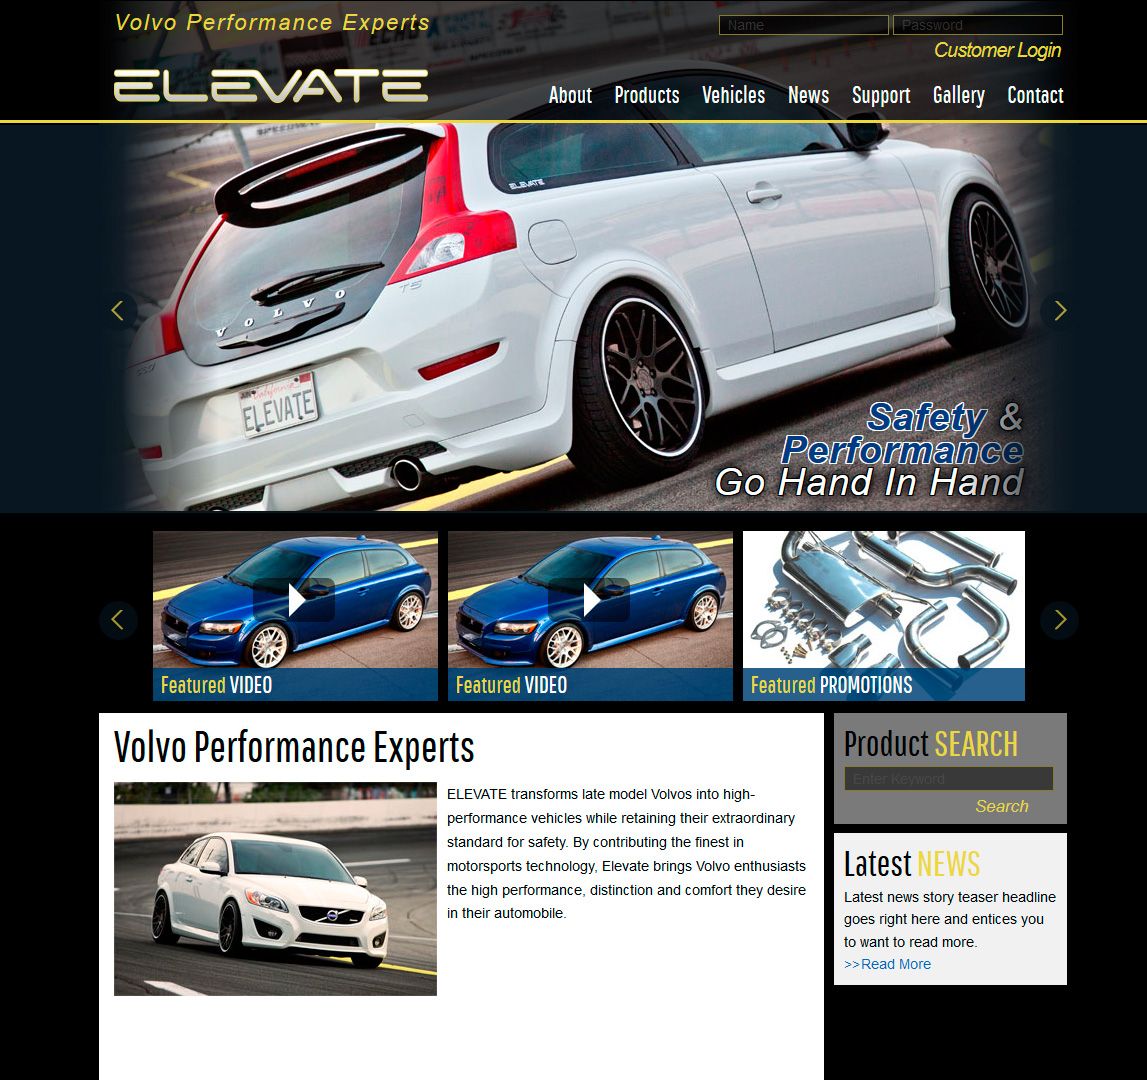 Volvo Performance Experts
Name
Password
Customer Login
ELEVATE
About Products Vehicles News Support Gallery Contact
ELEVATE
VOLVO
T5
California
ELEVATE
Safety &
Performance
Go Hand In Hand
Featured VIDEO
Featured VIDEO
Featured PROMOTIONS
Volvo Performance Experts
ELEVATE transforms late model Volvos into high-
performance vehicles while retaining their extraordinary
standard for safety. By contributing the finest in
motorsports technology, Elevate brings Volvo enthusiasts
the high performance, distinction and comfort they desire
in their automobile.
Product SEARCH
Enter Keyword
Search
Latest NEWS
Latest news story teaser headline
goes right here and entices you
to want to read more.
>>Read More